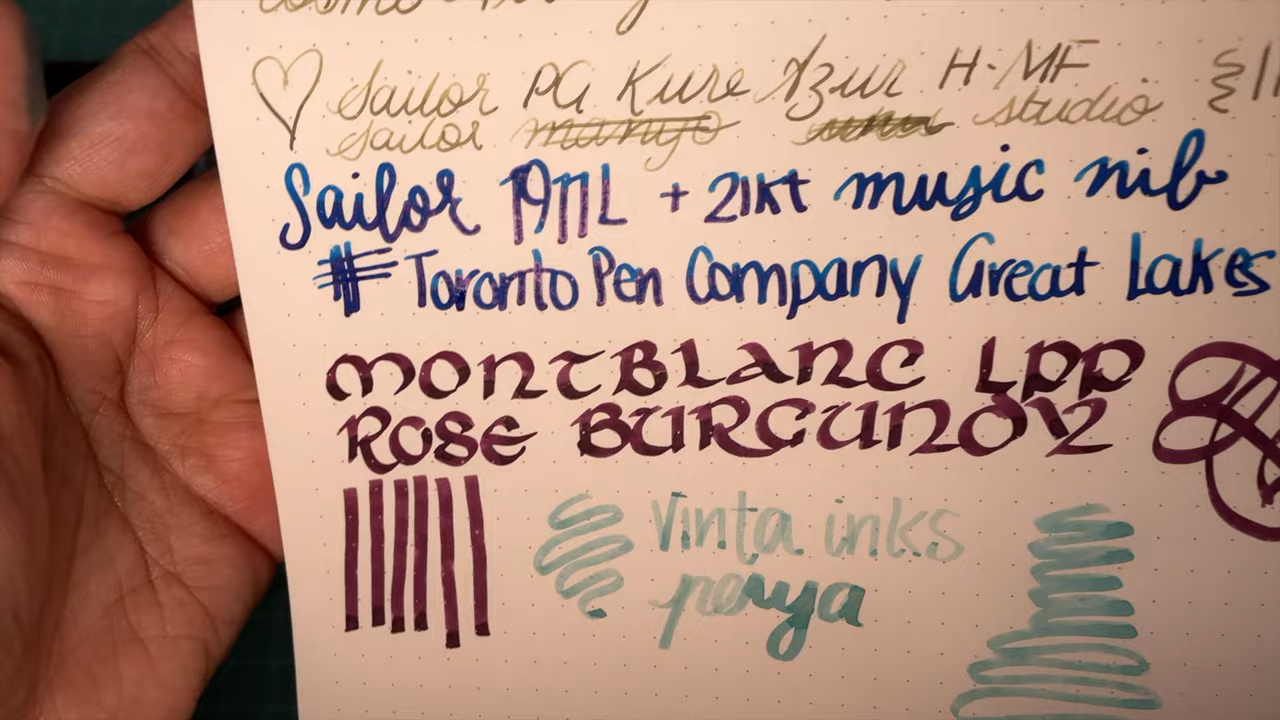 ♡ Sailor PG Kure Azur H-MF
sailor mango studio
Sailor 1911L + 21kt music nib
# Toronto Pen Company Great Lakes
MONTBLANC LPP
ROSE BURGUNDY
Vinta inks
perya